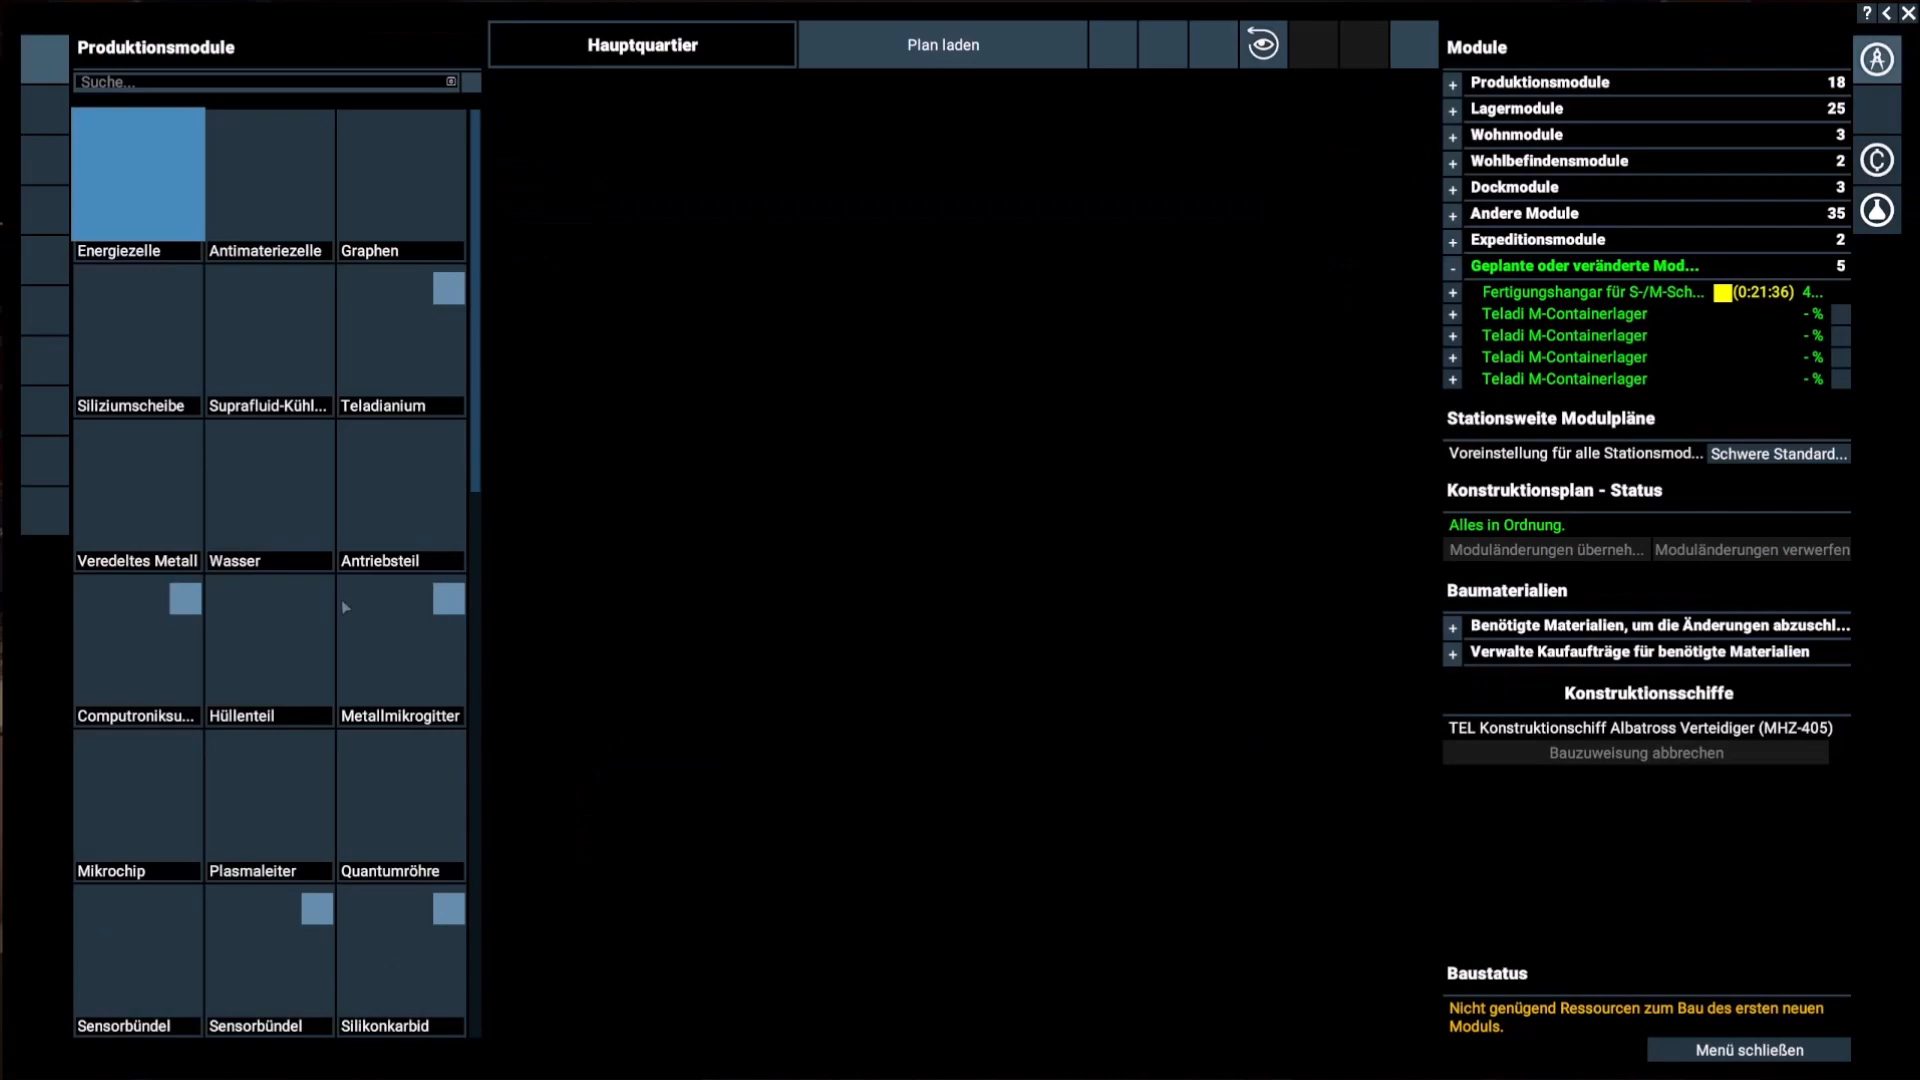 ?
Produktionsmodule
Suche...
Energiezelle
Antimateriezelle
Graphen
Siliziumscheibe
Suprafluid-Kühl...
Teladianium
Veredeltes Metall
Wasser
Antriebsteil
Computroniksu...
Hüllenteil
Metallmikrogitter
Mikrochip
Plasmaleiter
Quantumröhre
Sensorbündel
Sensorbündel
Silikonkarbid
Hauptquartier
Plan laden
Module
+ Produktionsmodule 18
+ Lagermodule 25
+ Wohnmodule 3
+ Wohlbefindensmodule 2
+ Dockmodule 3
+ Andere Module 35
+ Expeditionsmodule 2
- Geplante oder veränderte Mod... 5
+ Fertigungshangar für S-/M-Sch... (0:21:36) 4...
+ Teladi M-Containerlager - %
+ Teladi M-Containerlager - %
+ Teladi M-Containerlager - %
+ Teladi M-Containerlager - %
Stationsweite Modulpläne
Voreinstellung für alle Stationsmod... Schwere Standard...
Konstruktionsplan - Status
Alles in Ordnung.
Moduländerungen überneh... Moduländerungen verwerfen
Baumaterialien
+ Benötigte Materialien, um die Änderungen abzuschl...
+ Verwalte Kaufaufträge für benötigte Materialien
Konstruktionsschiffe
TEL Konstruktionschiff Albatross Verteidiger (MHZ-405)
Bauzuweisung abbrechen
Baustatus
Nicht genügend Ressourcen zum Bau des ersten neuen
Moduls.
Menü schließen